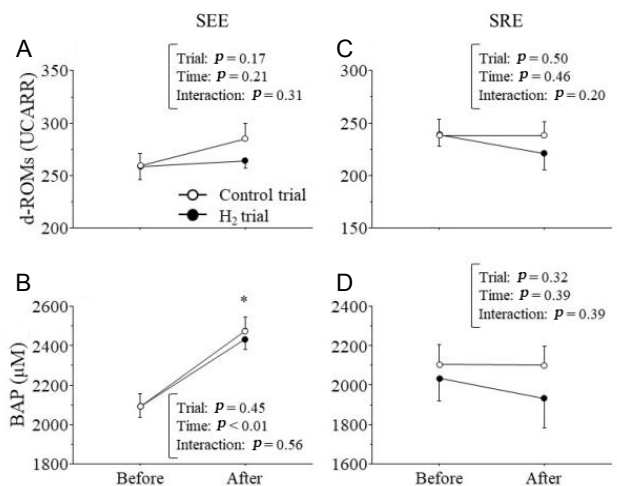 SEE
SRE
A
Trial: p = 0.17
Time: p = 0.21
Interaction: p = 0.31
350
300
250
200
d-ROMs (UCARR)
Control trial
H₂ trial
C
Trial: p = 0.50
Time: p = 0.46
Interaction: p = 0.20
300
250
200
150
B
2600
2400
2200
2000
1800
BAP (μM)
*
Trial: p = 0.45
Time: p < 0.01
Interaction: p = 0.56
Before After
D
Trial: p = 0.32
Time: p = 0.39
Interaction: p = 0.39
2400
2200
2000
1800
1600
Before After